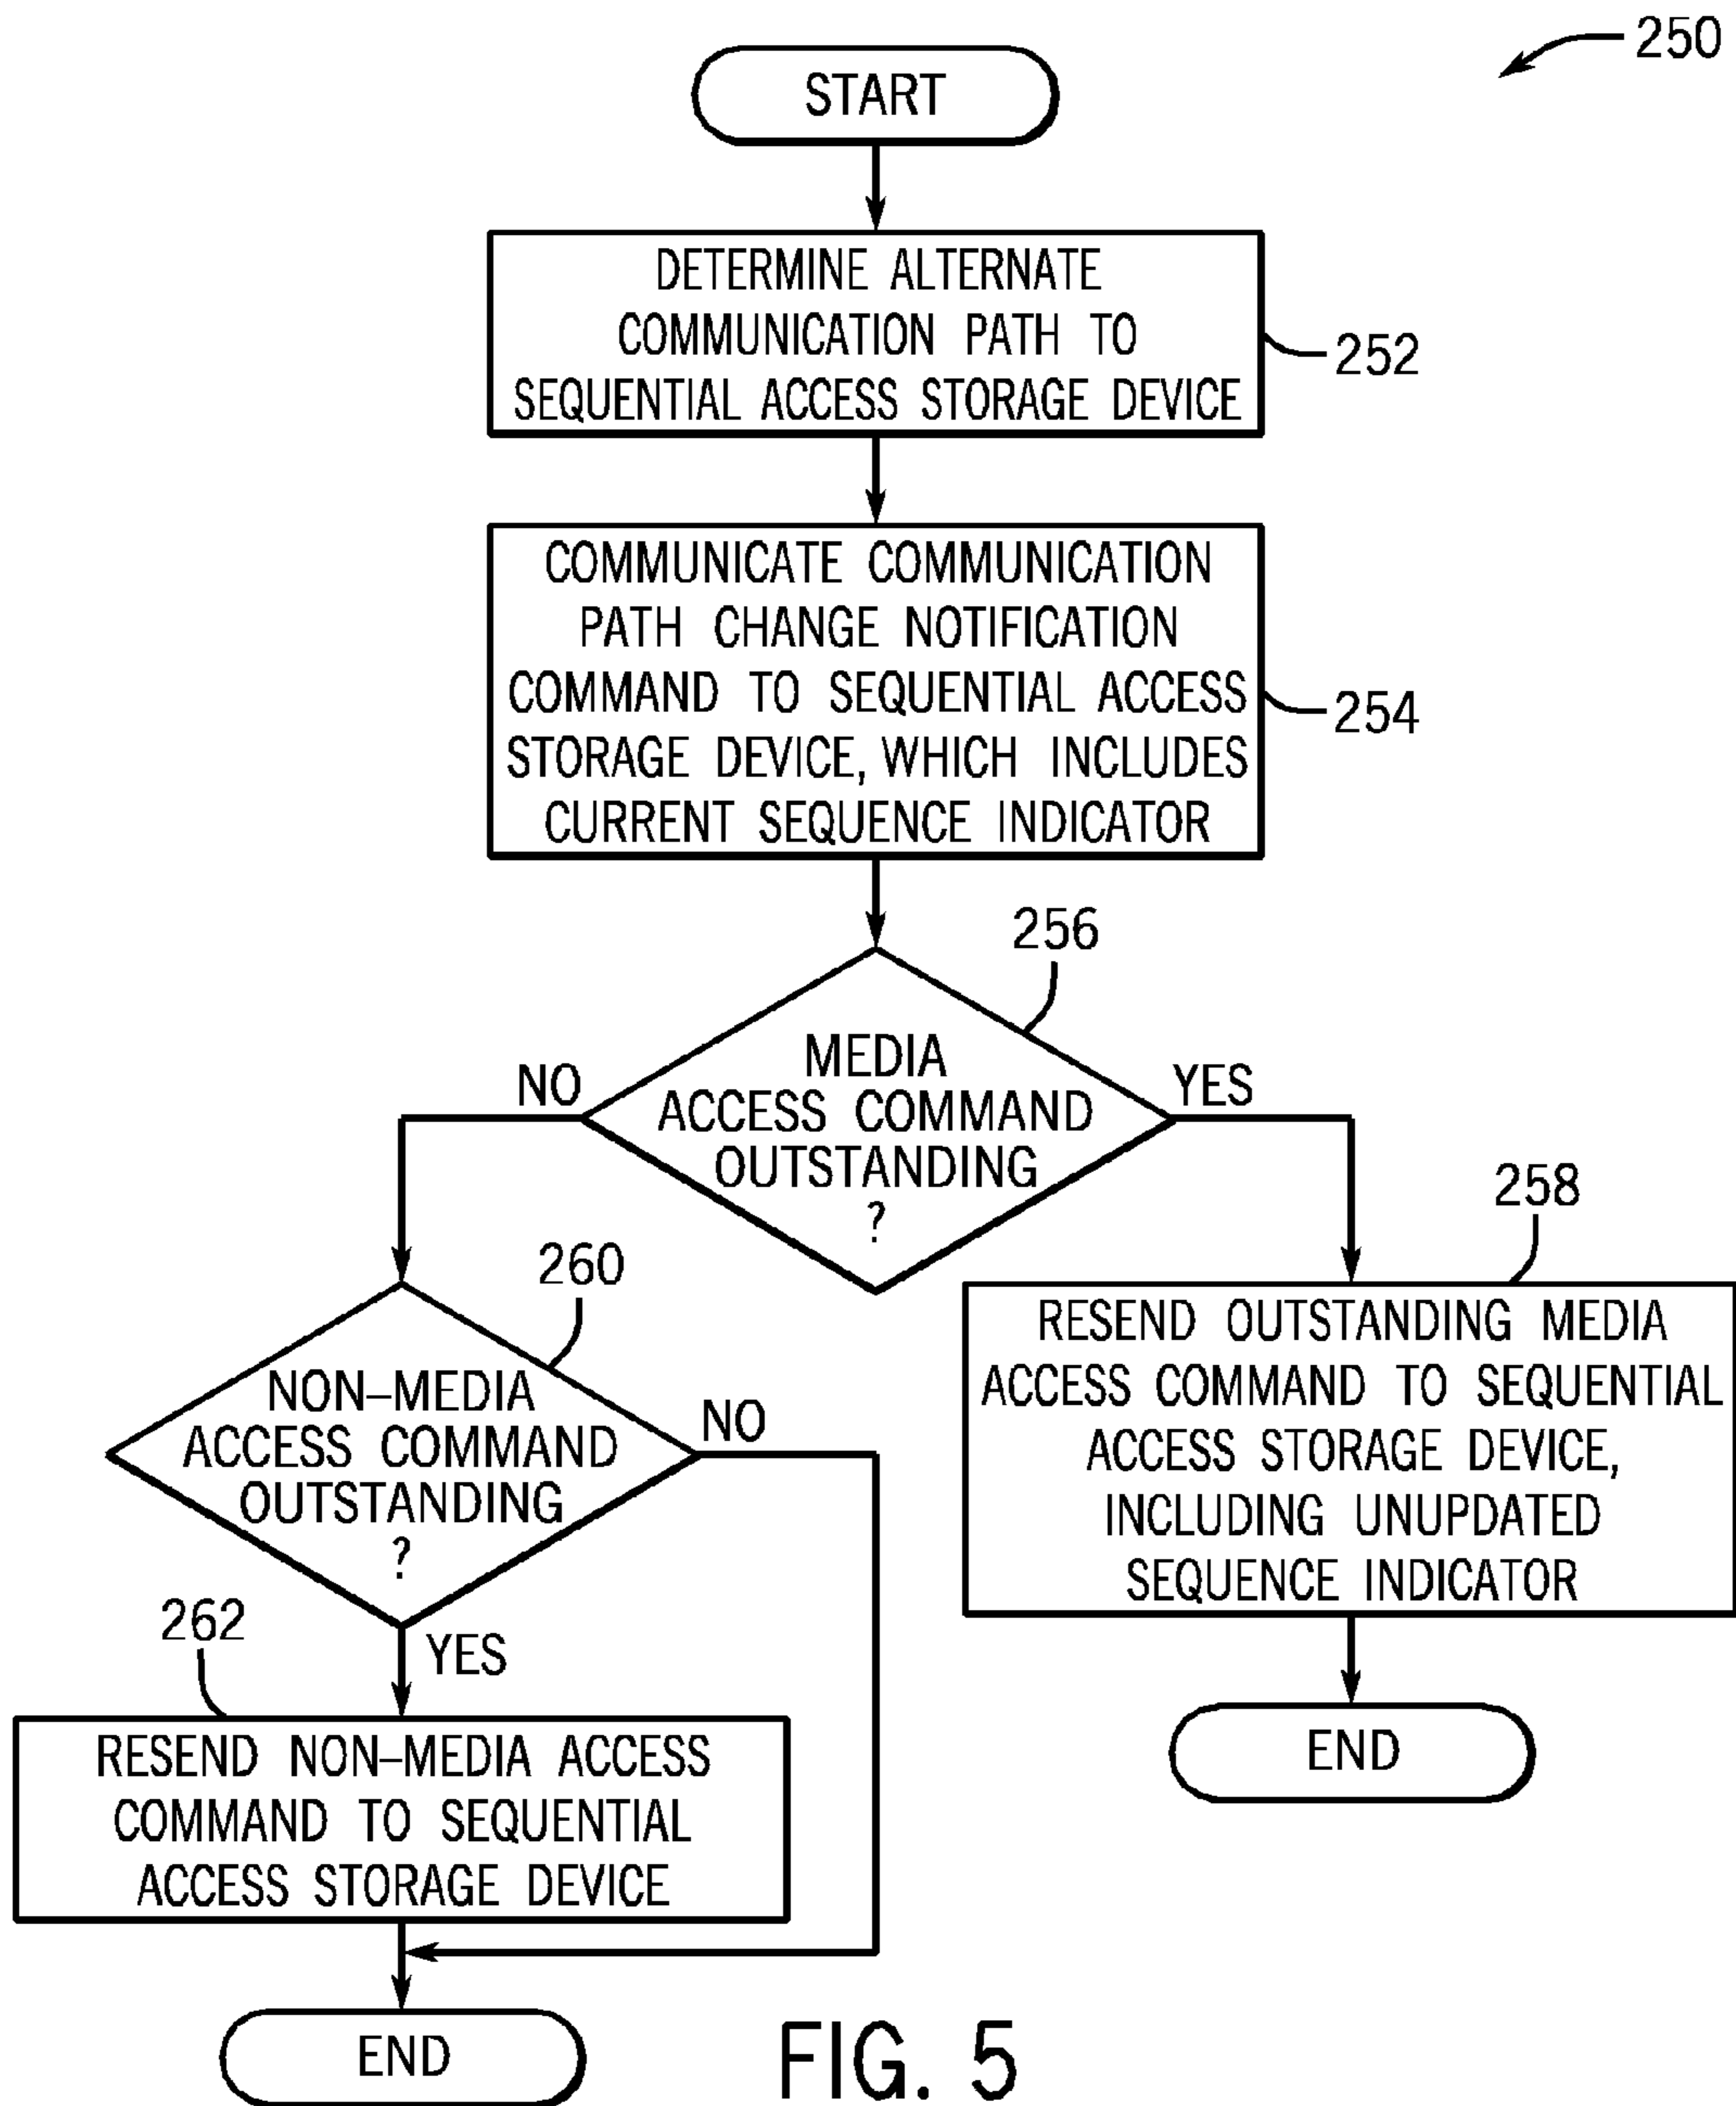 250
START
DETERMINE ALTERNATE
COMMUNICATION PATH TO
SEQUENTIAL ACCESS STORAGE DEVICE
252
COMMUNICATE COMMUNICATION
PATH CHANGE NOTIFICATION
COMMAND TO SEQUENTIAL ACCESS
STORAGE DEVICE, WHICH INCLUDES
CURRENT SEQUENCE INDICATOR
254
256
MEDIA
ACCESS COMMAND
OUTSTANDING
?
NO
YES
258
RESEND OUTSTANDING MEDIA
ACCESS COMMAND TO SEQUENTIAL
ACCESS STORAGE DEVICE,
INCLUDING UNUPDATED
SEQUENCE INDICATOR
END
260
NON–MEDIA
ACCESS COMMAND
OUTSTANDING
?
NO
YES
262
RESEND NON–MEDIA ACCESS
COMMAND TO SEQUENTIAL
ACCESS STORAGE DEVICE
END
FIG. 5